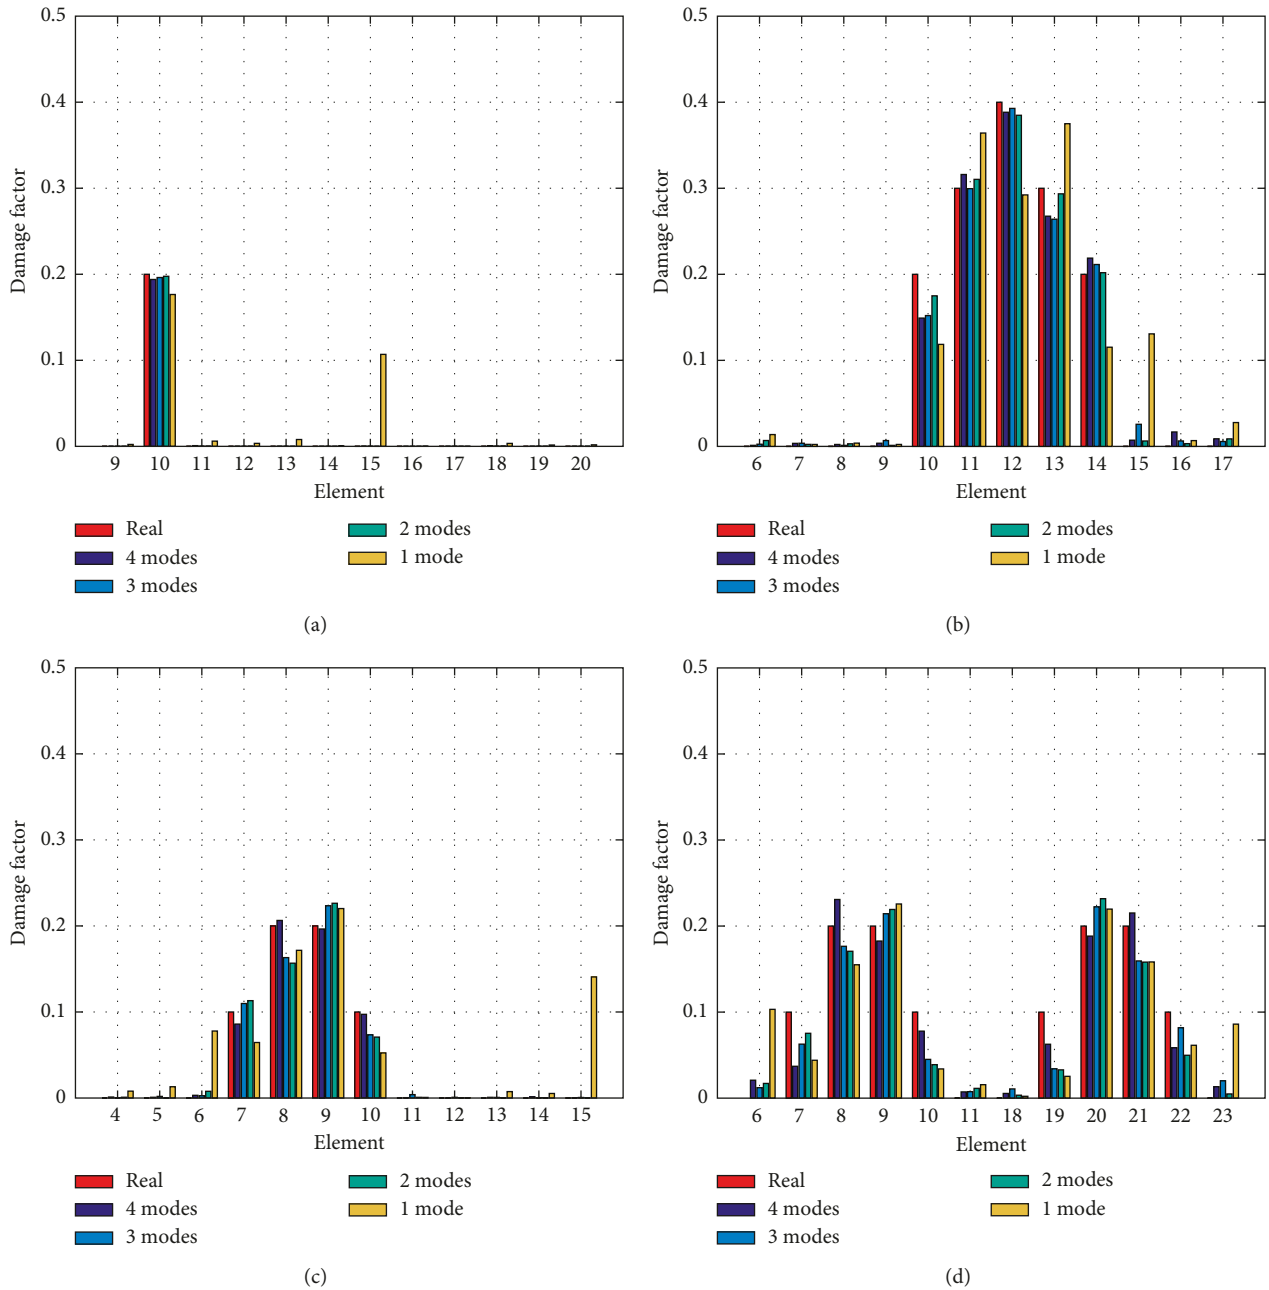 0.5
0.4
0.3
0.2
0.1
0
Damage factor
9 10 11 12 13 14 15 16 17 18 19 20
Element
Real
4 modes
3 modes
2 modes
1 mode
(a)
0.5
0.4
0.3
0.2
0.1
0
Damage factor
6 7 8 9 10 11 12 13 14 15 16 17
Element
Real
4 modes
3 modes
2 modes
1 mode
(b)
0.5
0.4
0.3
0.2
0.1
0
Damage factor
4 5 6 7 8 9 10 11 12 13 14 15
Element
Real
4 modes
3 modes
2 modes
1 mode
(c)
0.5
0.4
0.3
0.2
0.1
0
Damage factor
6 7 8 9 10 11 18 19 20 21 22 23
Element
Real
4 modes
3 modes
2 modes
1 mode
(d)